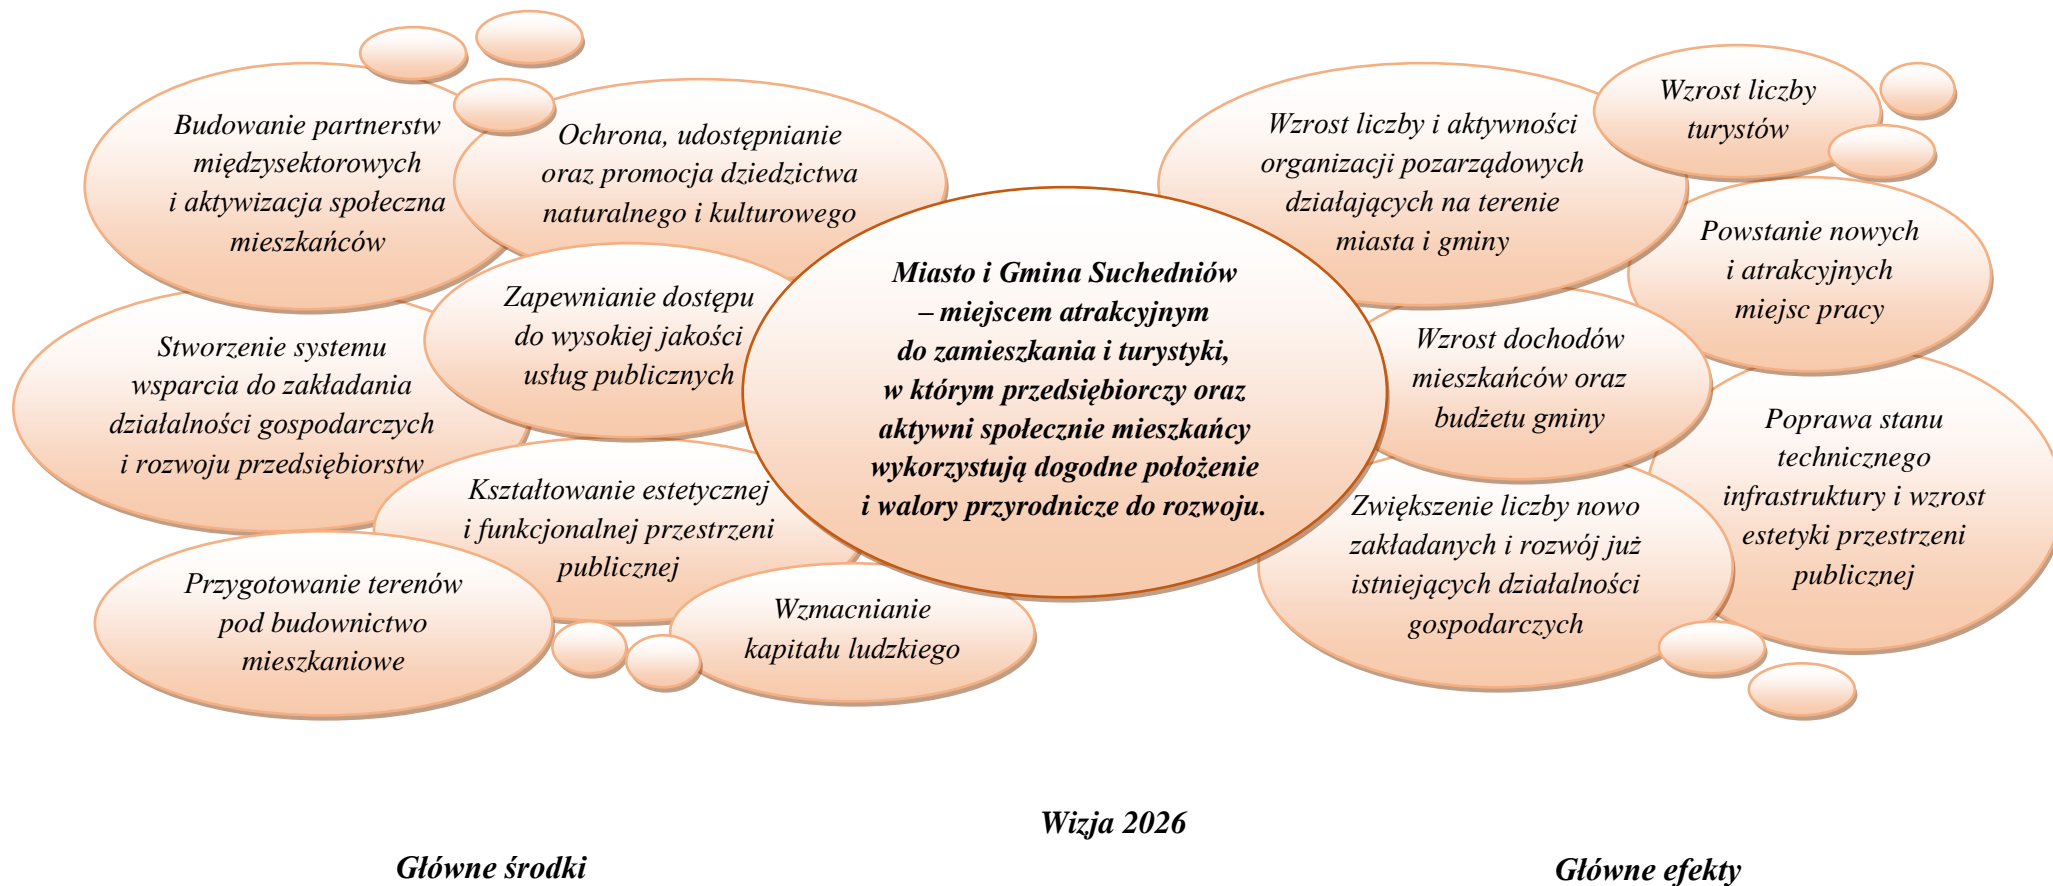 Budowanie partnerstw
międzysektorowych
i aktywizacja społeczna
mieszkańców
Ochrona, udostępnianie
oraz promocja dziedzictwa
naturalnego i kulturowego
Stworzenie systemu
wsparcia do zakładania
działalności gospodarczych
i rozwoju przedsiębiorstw
Zapewnianie dostępu
do wysokiej jakości
usług publicznych
Kształtowanie estetycznej
i funkcjonalnej przestrzeni
publicznej
Przygotowanie terenów
pod budownictwo
mieszkaniowe
Wzmacnianie
kapitału ludzkiego
Miasto i Gmina Suchedniów
– miejscem atrakcyjnym
do zamieszkania i turystyki,
w którym przedsiębiorczy oraz
aktywni społecznie mieszkańcy
wykorzystują dogodne położenie
i walory przyrodnicze do rozwoju.
Wzrost liczby i aktywności
organizacji pozarządowych
działających na terenie
miasta i gminy
Wzrost liczby
turystów
Powstanie nowych
i atrakcyjnych
miejsc pracy
Wzrost dochodów
mieszkańców oraz
budżetu gminy
Poprawa stanu
technicznego
infrastruktury i wzrost
estetyki przestrzeni
publicznej
Zwiększenie liczby nowo
zakładanych i rozwój już
istniejących działalności
gospodarczych
Wizja 2026
Główne środki
Główne efekty